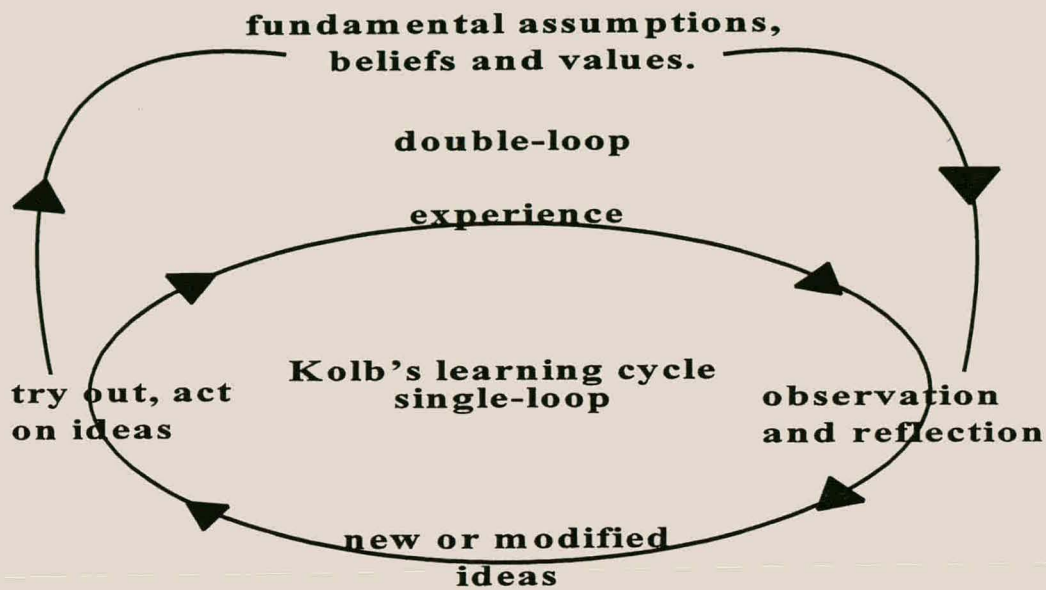 fundamental assumptions,
beliefs and values.
double-loop
experience
Kolb's learning cycle
single-loop
try out, act
on ideas
observation
and reflection
new or modified
ideas